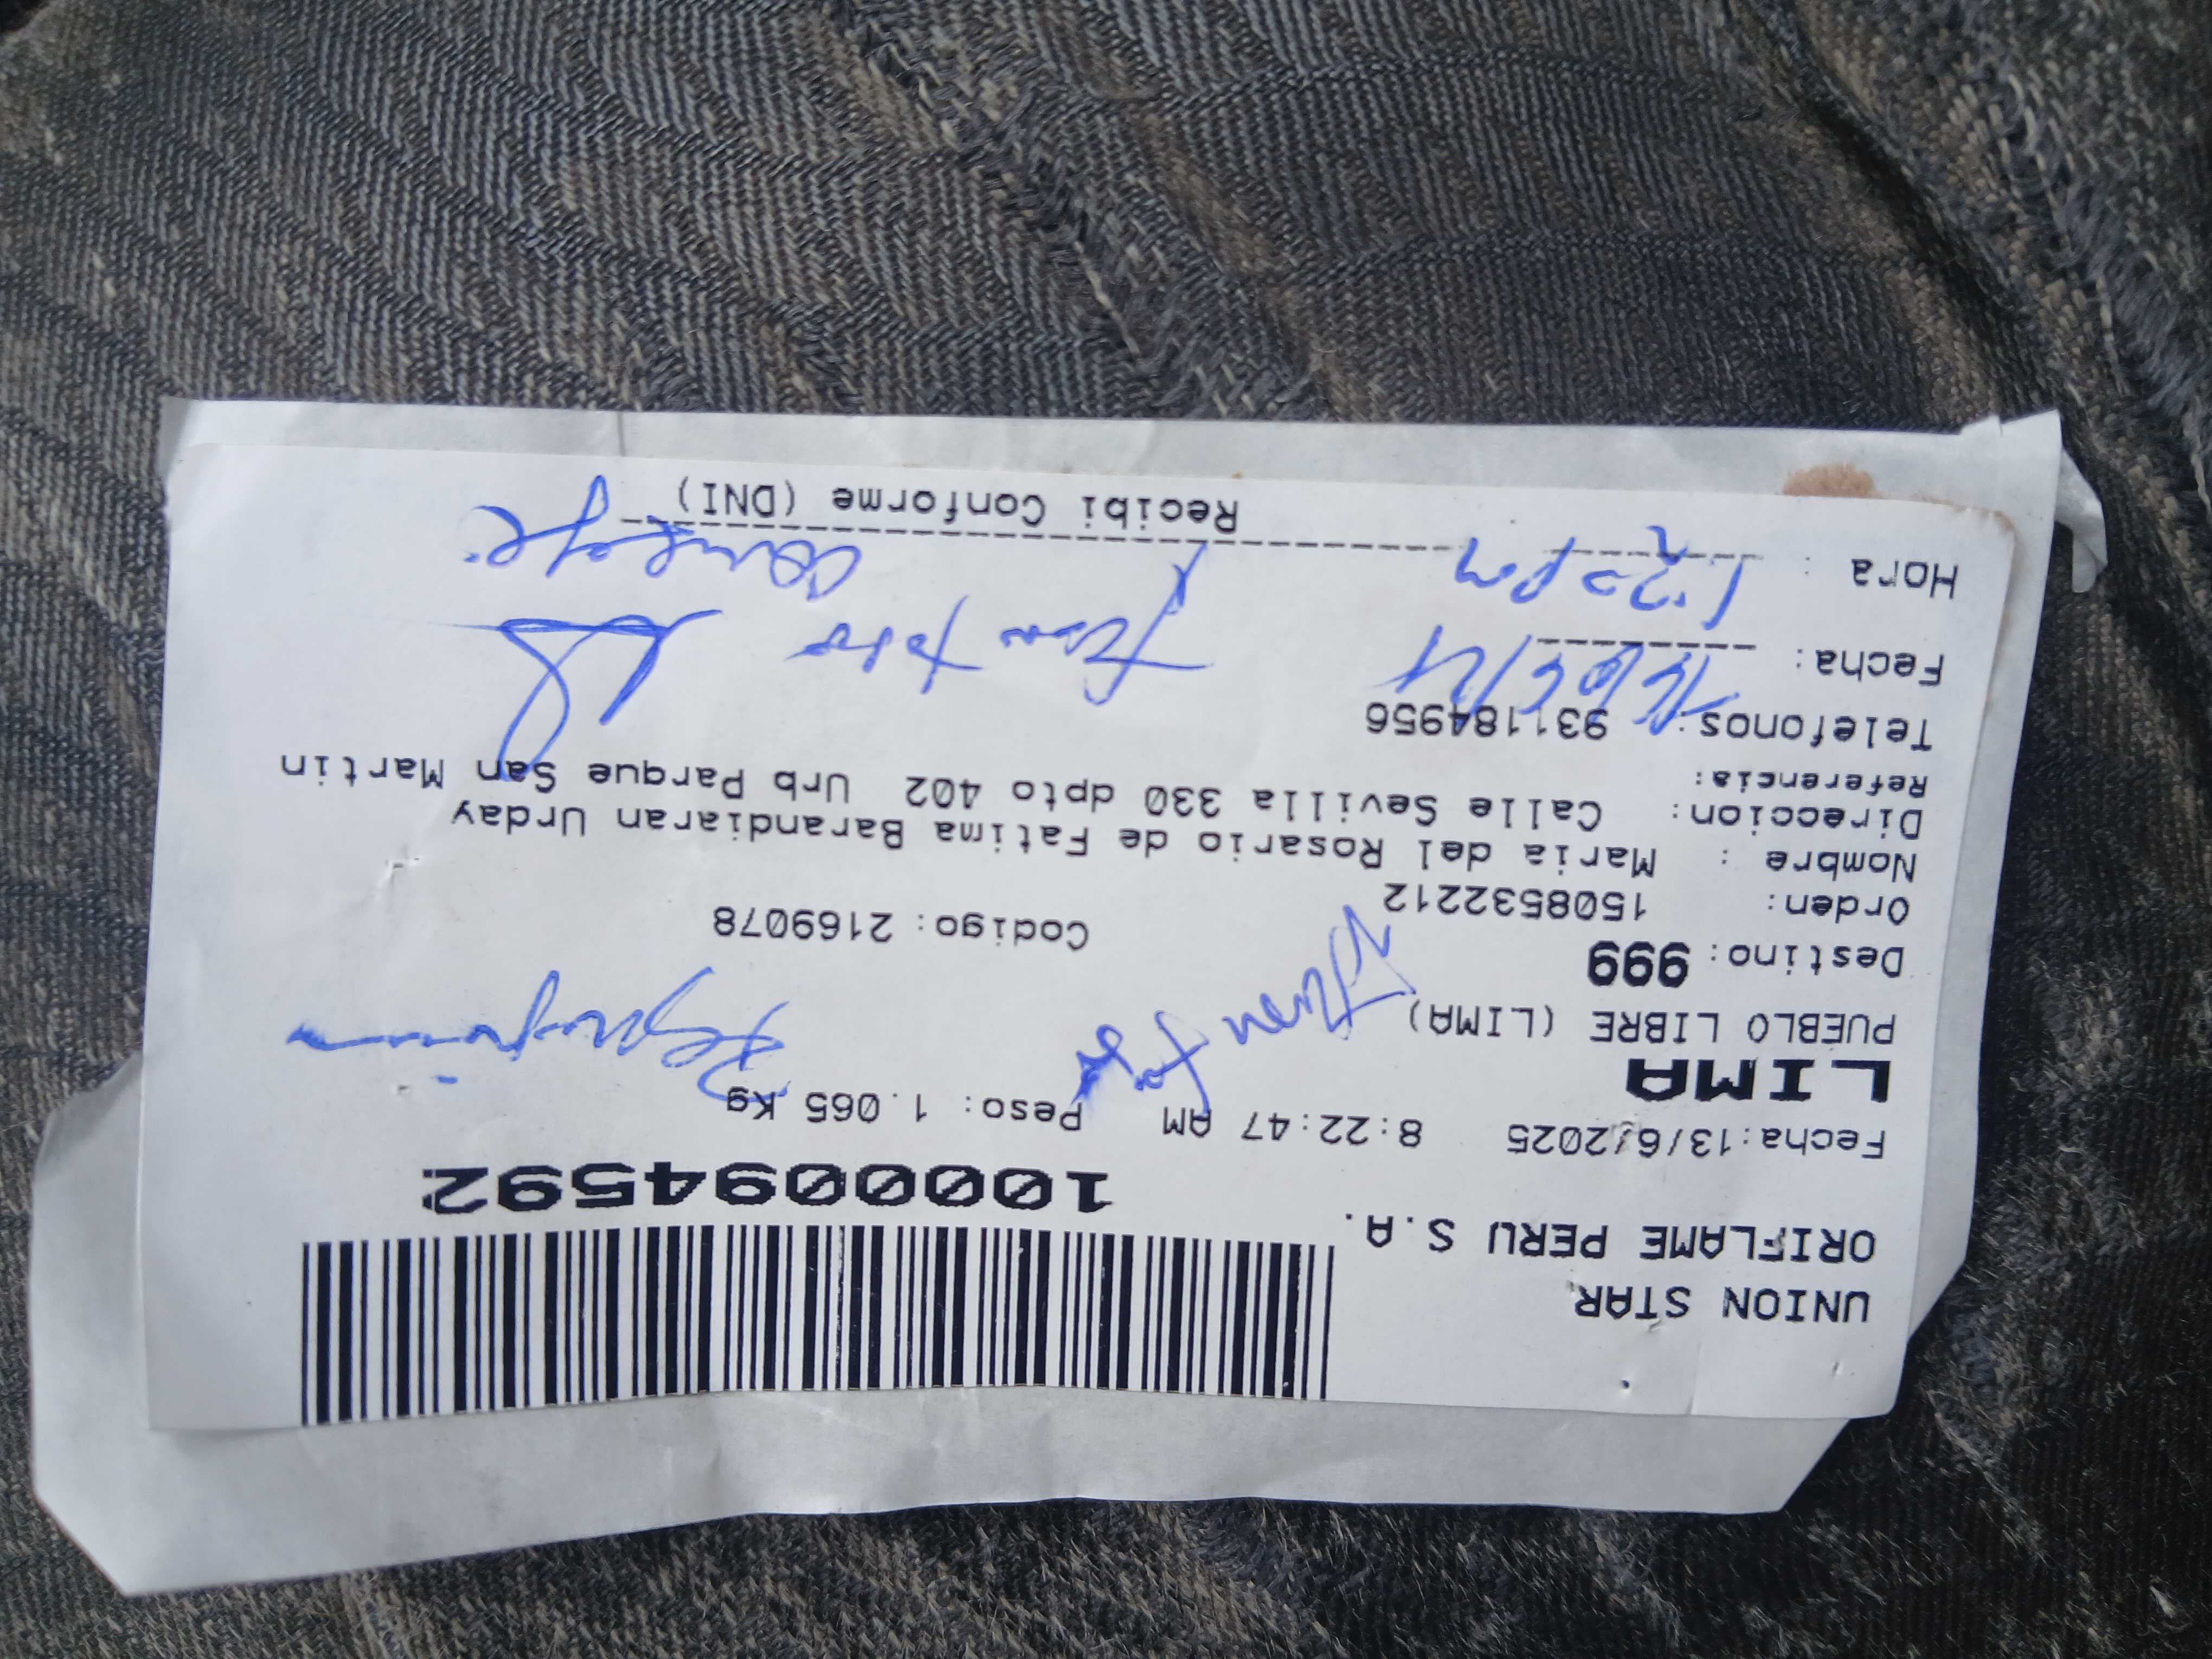 UNION STAR
ORIFLAME PERU S.A.
1000094592
Fecha:13/6/2025 8:22:47 AM Peso: 1.065 Kg
LIMA
PUEBLO LIBRE (LIMA)
Destino: 999
Orden: 1508532212 Codigo: 2169078
Nombre : Maria del Rosario de Fatima Barandiaran Urday
Direccion: Calle Sevilla 330 dpto 402 Urb Parque San Martin
Referencia:
Telefonos: 931184956
Fecha:
Hora : 1:20 pm
Recibi Conforme (DNI)